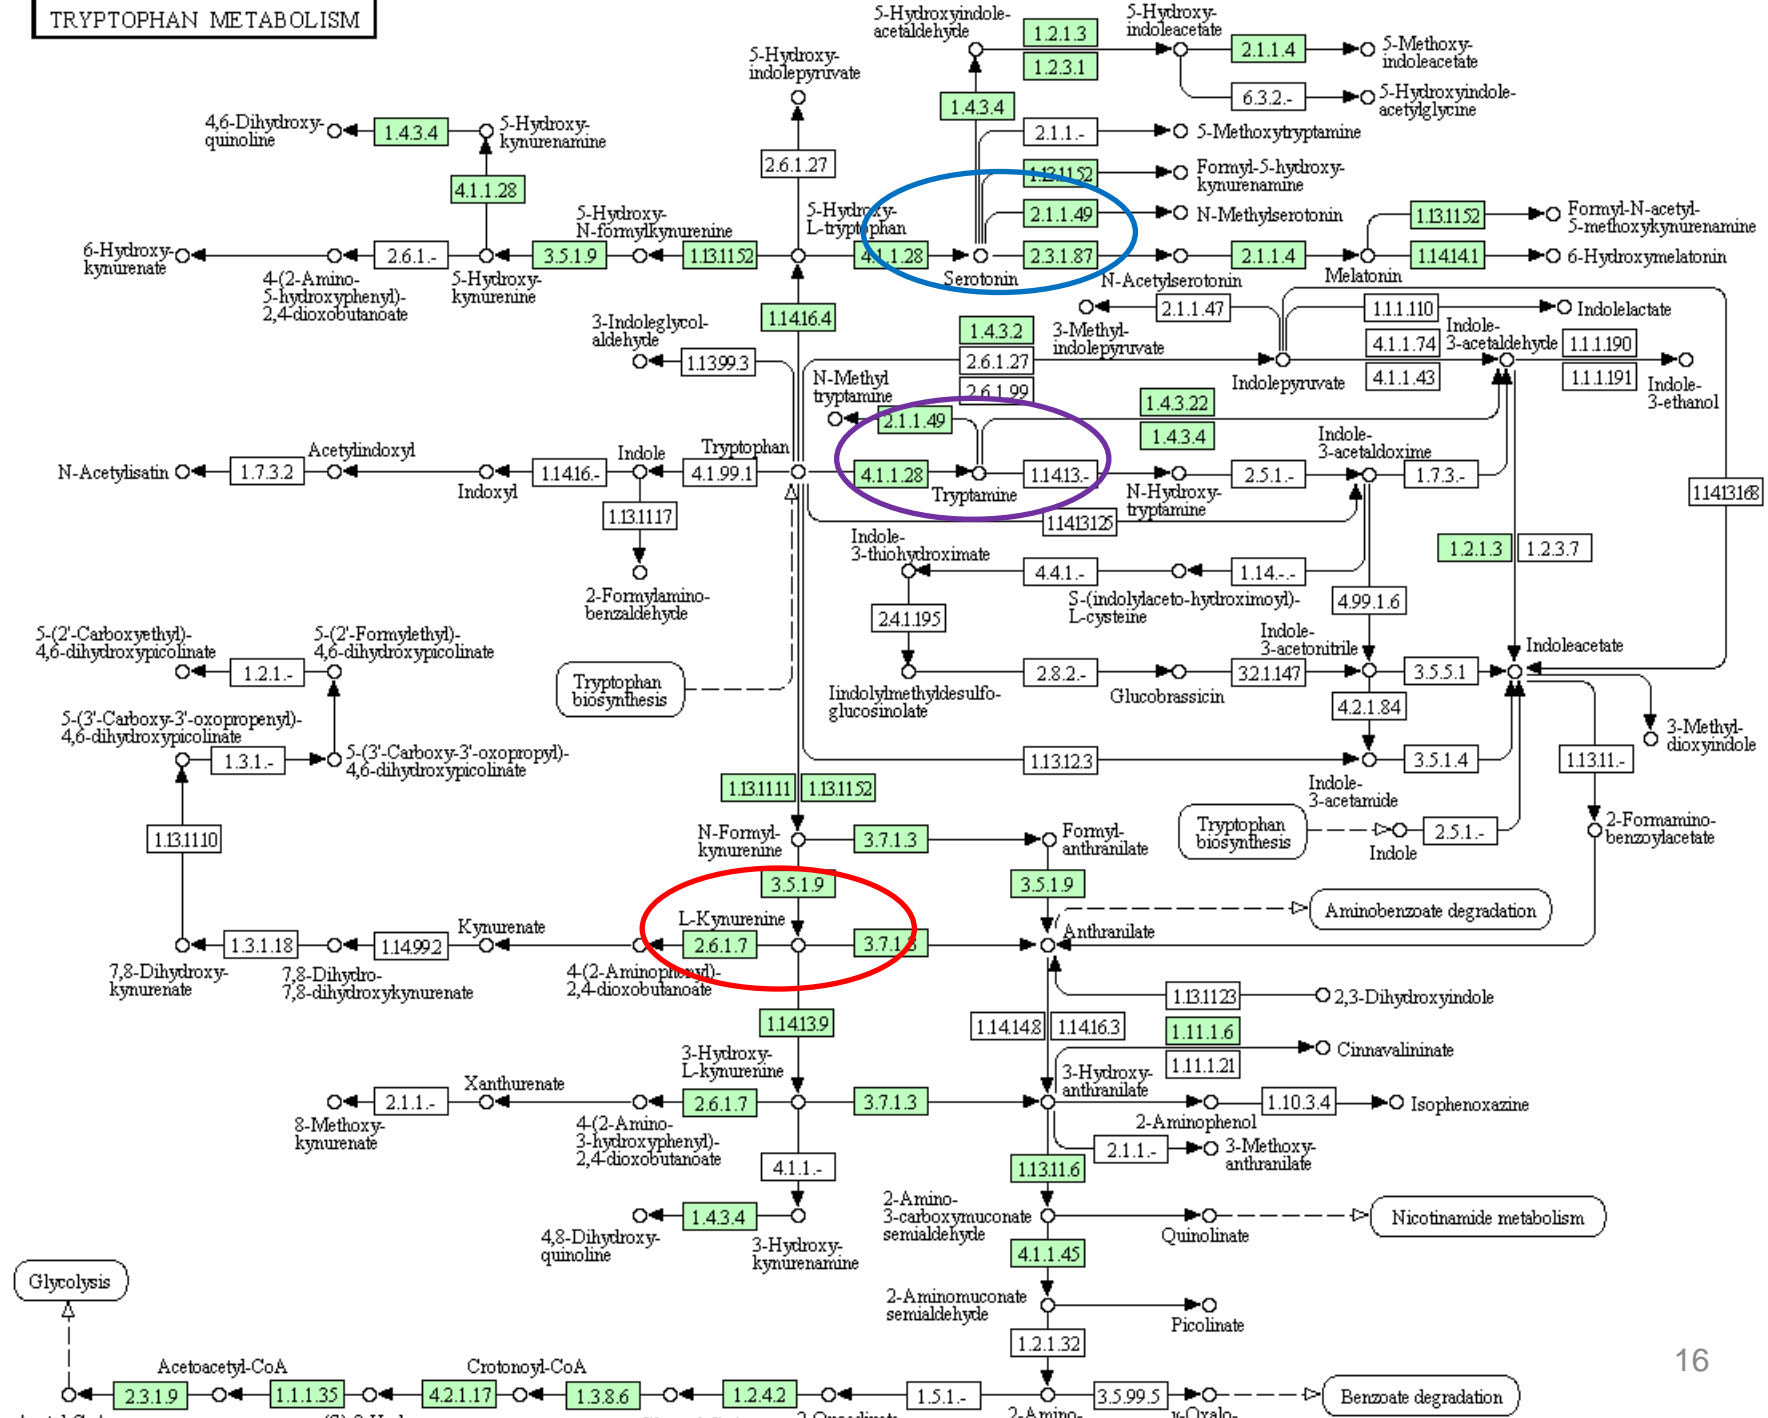 TRYPTOPHAN METABOLISM
5-Hydroxyindole-
acetaldehyde
1.2.1.3
1.2.3.1
5-Hydroxy-
indoleacetate
2.1.1.4
5-Methoxy-
indoleacetate
6.3.2.-
5-Hydroxyindole-
acetylglycine
5-Hydroxy-
indolepyruvate
1.4.3.4
4,6-Dihydroxy-
quinoline
1.4.3.4
5-Hydroxy-
kynurenamine
2.1.1.-
5-Methoxytryptamine
2.6.1.27
1.13.1152
Formyl-5-hydroxy-
kynurenamine
4.1.1.28
5-Hydroxy-
N-formylkynurenine
5-Hydroxy-
L-tryptophan
2.1.1.49
N-Methylserotonin
1.13.1152
Formyl-N-acetyl-
5-methoxykynurenamine
6-Hydroxy-
kynurenate
2.6.1.-
3.5.1.9
1.13.1152
4.1.1.28
2.3.1.87
2.1.1.4
1.14.14.1
6-Hydroxymelatonin
4-(2-Amino-
5-hydroxyphenyl)-
2,4-dioxobutanoate
5-Hydroxy-
kynurenine
Serotonin
N-Acetylserotonin
Melatonin
1.14.16.4
3-Indoleglycol-
aldehyde
1.13.99.3
1.4.3.2
2.6.1.27
2.6.1.99
3-Methyl-
indolepyruvate
2.1.1.47
1.1.1.110
Indolelactate
Indolepyruvate
4.1.1.74
4.1.1.43
Indole-
3-acetaldehyde
1.1.1.190
1.1.1.191
Indole-
3-ethanol
N-Methyl
tryptamine
2.1.1.49
1.4.3.22
1.4.3.4
N-Acetylisatin
1.7.3.2
Acetylindoxyl
Indoxyl
1.14.16.-
Indole
4.1.99.1
Tryptophan
4.1.1.28
Tryptamine
1.14.13.-
N-Hydroxy-
tryptamine
2.5.1.-
Indole-
3-acetaldoxime
1.7.3.-
11413168
1.13.1117
11413125
2-Formylamino-
benzaldehyde
Indole-
3-thiohydroximate
4.4.1.-
1.14.-.-
S-(indolylaceto-hydroximoyl)-
L-cysteine
1.2.1.3
1.2.3.7
2.4.1.195
4.99.1.6
5-(2'-Carboxyethyl)-
4,6-dihydroxypicolinate
1.2.1.-
5-(2'-Formylethyl)-
4,6-dihydroxypicolinate
Tryptophan
biosynthesis
Iindolylmethyldesulfo-
glucosinolate
2.8.2.-
Glucobrassicin
3.2.1.147
Indole-
3-acetonitrile
3.5.5.1
Indoleacetate
4.2.1.84
3-Methyl-
dioxyindole
5-(3'-Carboxy-3'-oxopropenyl)-
4,6-dihydroxypicolinate
1.3.1.-
5-(3'-Carboxy-3'-oxopropyl)-
4,6-dihydroxypicolinate
1.13.12.3
Indole-
3-acetamide
3.5.1.4
1.13.11.-
1.13.1111
1.13.1152
1.13.1110
N-Formyl-
kynurenine
3.7.1.3
Formyl-
anthranilate
Tryptophan
biosynthesis
Indole
2.5.1.-
2-Formamino-
benzoylacetate
3.5.1.9
3.5.1.9
Aminobenzoate degradation
L-Kynurenine
7,8-Dihydroxy-
kynurenate
1.3.1.18
7,8-Dihydro-
7,8-dihydroxykynurenate
1.14.99.2
Kynurenate
4-(2-Aminophenyl)-
2,4-dioxobutanoate
2.6.1.7
3.7.1.3
Anthranilate
1.13.1123
2,3-Dihydroxyindole
1.14.13.9
1.14.14.8
1.14.16.3
1.11.1.6
1.11.1.21
Cinnavalininate
3-Hydroxy-
L-kynurenine
8-Methoxy-
kynurenate
2.1.1.-
Xanthurenate
4-(2-Amino-
3-hydroxyphenyl)-
2,4-dioxobutanoate
2.6.1.7
3.7.1.3
3-Hydroxy-
anthranilate
2-Aminophenol
1.10.3.4
Isophenoxazine
2.1.1.-
3-Methoxy-
anthranilate
4.1.1.-
1.13.11.6
4,8-Dihydroxy-
quinoline
1.4.3.4
3-Hydroxy-
kynurenamine
2-Amino-
3-carboxymuconate
semialdehyde
Quinolinate
Nicotinamide metabolism
4.1.1.45
Glycolysis
2-Aminomuconate
semialdehyde
Picolinate
1.2.1.32
16
Acetoacetyl-CoA
Crotonoyl-CoA
2.3.1.9
1.1.1.35
4.2.1.17
1.3.8.6
1.2.4.2
1.5.1.-
3.5.99.5
Benzoate degradation
2-Amino-